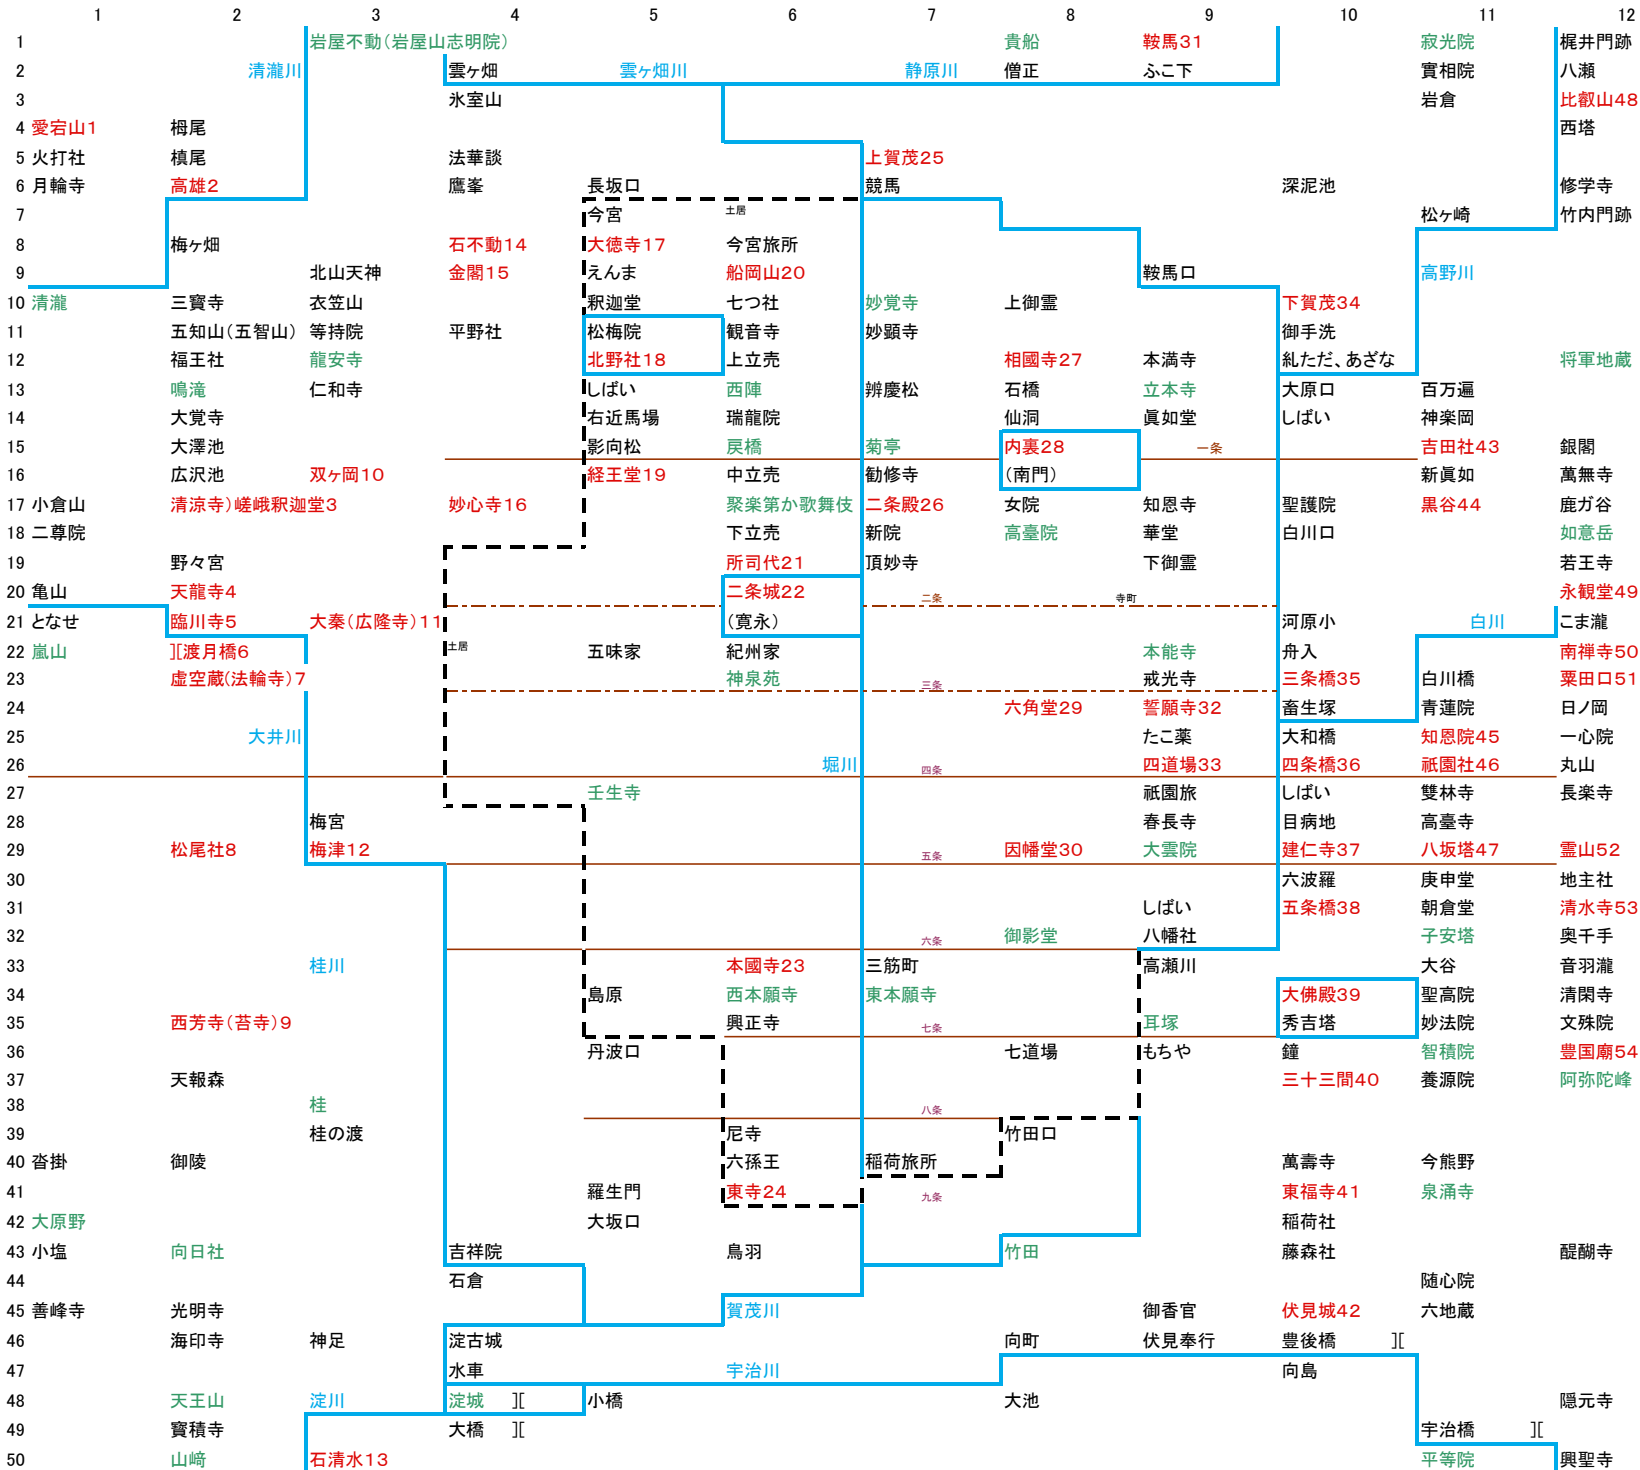 1 2 3 4 5 6 7 8 9 10 11 12
1 岩屋不動(岩屋山志明院) 貴船 鞍馬31 寂光院 梶井門跡
2 清瀧川 雲ヶ畑 雲ヶ畑川 静原川 僧正 ふこ下 實相院 八瀬
3 氷室山 岩倉 比叡山48
4 愛宕山1 栂尾 西塔
5 火打社 槙尾 法華談 上賀茂25
6 月輪寺 高雄2 鷹峯 長坂口 競馬 深泥池 修学寺
7 今宮 土居 松ヶ崎 竹内門跡
8 梅ヶ畑 石不動14 大徳寺17 今宮旅所
9 北山天神 金閣15 えんま 船岡山20 鞍馬口 高野川
10 清瀧 三寶寺 衣笠山 釈迦堂 七つ社 妙覚寺 上御霊 下賀茂34
11 五知山(五智山) 等持院 平野社 松梅院 観音寺 妙顕寺 御手洗
12 福王社 龍安寺 北野社18 上立売 相國寺27 本満寺 糺ただ、あざな 将軍地蔵
13 鳴滝 仁和寺 しばい 西陣 辨慶松 石橋 立本寺 大原口 百万遍
14 大覚寺 右近馬場 瑞龍院 仙洞 眞如堂 しばい 神楽岡
15 大澤池 影向松 戻橋 菊亭 内裏28 一条 吉田社43 銀閣
16 広沢池 双ヶ岡10 経王堂19 中立売 勧修寺 (南門) 新眞如 萬無寺
17 小倉山 清涼寺)嵯峨釈迦堂3 妙心寺16 聚楽第か歌舞伎 二条殿26 女院 知恩寺 聖護院 黒谷44 鹿ガ谷
18 二尊院 下立売 新院 高臺院 華堂 白川口 如意岳
19 野々宮 所司代21 頂妙寺 下御霊 若王寺
20 亀山 天龍寺4 二条城22 二条 寺町 永観堂49
21 となせ 臨川寺5 大秦(広隆寺)11 (寛永) 河原小 白川 こま瀧
22 嵐山 ][渡月橋6 土居 五味家 紀州家 本能寺 舟入 南禅寺50
23 虚空蔵(法輪寺)7 神泉苑 三条 戒光寺 三条橋35 白川橋 粟田口51
24 六角堂29 誓願寺32 畜生塚 青蓮院 日ノ岡
25 大井川 たこ薬 大和橋 知恩院45 一心院
26 堀川 四条 四道場33 四条橋36 祇園社46 丸山
27 壬生寺 祇園旅 しばい 雙林寺 長楽寺
28 梅宮 春長寺 目病地 高臺寺
29 松尾社8 梅津12 五条 因幡堂30 大雲院 建仁寺37 八坂塔47 霊山52
30 六波羅 庚申堂 地主社
31 しばい 五条橋38 朝倉堂 清水寺53
32 六条 御影堂 八幡社 子安塔 奥千手
33 桂川 本國寺23 三筋町 高瀬川 大谷 音羽瀧
34 島原 西本願寺 東本願寺 大佛殿39 聖高院 清閑寺
35 西芳寺(苔寺)9 興正寺 七条 耳塚 秀吉塔 妙法院 文殊院
36 丹波口 七道場 もちや 鐘 智積院 豊国廟54
37 天報森 三十三間40 養源院 阿弥陀峰
38 桂 八条
39 桂の渡 尼寺 竹田口
40 沓掛 御陵 六孫王 稲荷旅所 萬壽寺 今熊野
41 羅生門 東寺24 九条 東福寺41 泉涌寺
42 大原野 大坂口 稲荷社
43 小塩 向日社 吉祥院 鳥羽 竹田 藤森社 醍醐寺
44 石倉 随心院
45 善峰寺 光明寺 賀茂川 御香官 伏見城42 六地蔵
46 海印寺 神足 淀古城 向町 伏見奉行 豊後橋 ][
47 水車 宇治川 向島
48 天王山 淀川 淀城 ][ 小橋 大池 隠元寺
49 寳積寺 大橋 ][ 宇治橋 ][
50 山﨑 石清水13 平等院 興聖寺